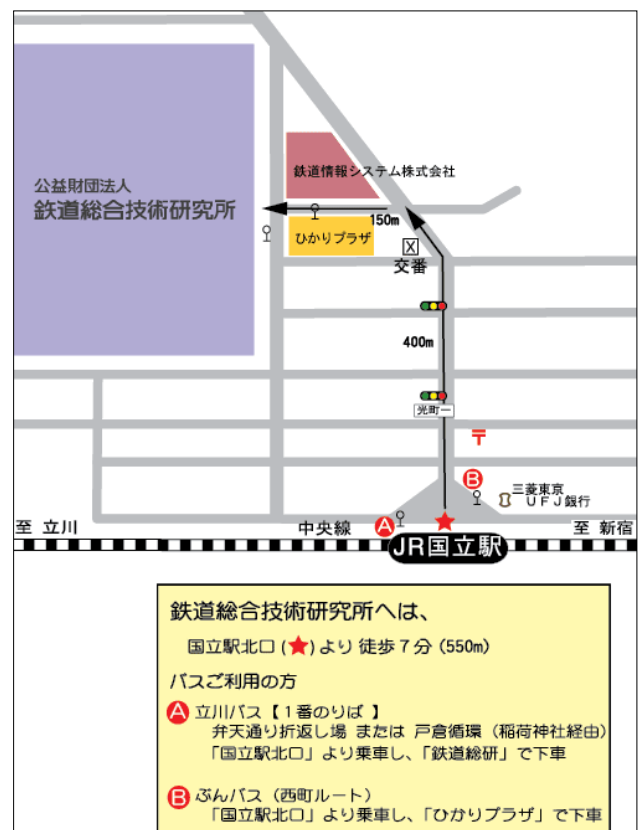 公益財団法人
鉄道総合技術研究所
鉄道情報システム株式会社
150m
ひかりプラザ
X
交番
400m
光町一
〒
B
三菱東京
UFJ銀行
至 立川
中央線
A
至 新宿
JR国立駅
鉄道総合技術研究所へは、
国立駅北口 (★) より 徒歩7分 (550m)
バスご利用の方
A 立川バス【1番のりば】
弁天通り折返し場 または 戸倉循環（稲荷神社経由）
「国立駅北口」より乗車し、「鉄道総研」で下車
B ぶんバス（西町ルート）
「国立駅北口」より乗車し、「ひかりプラザ」で下車